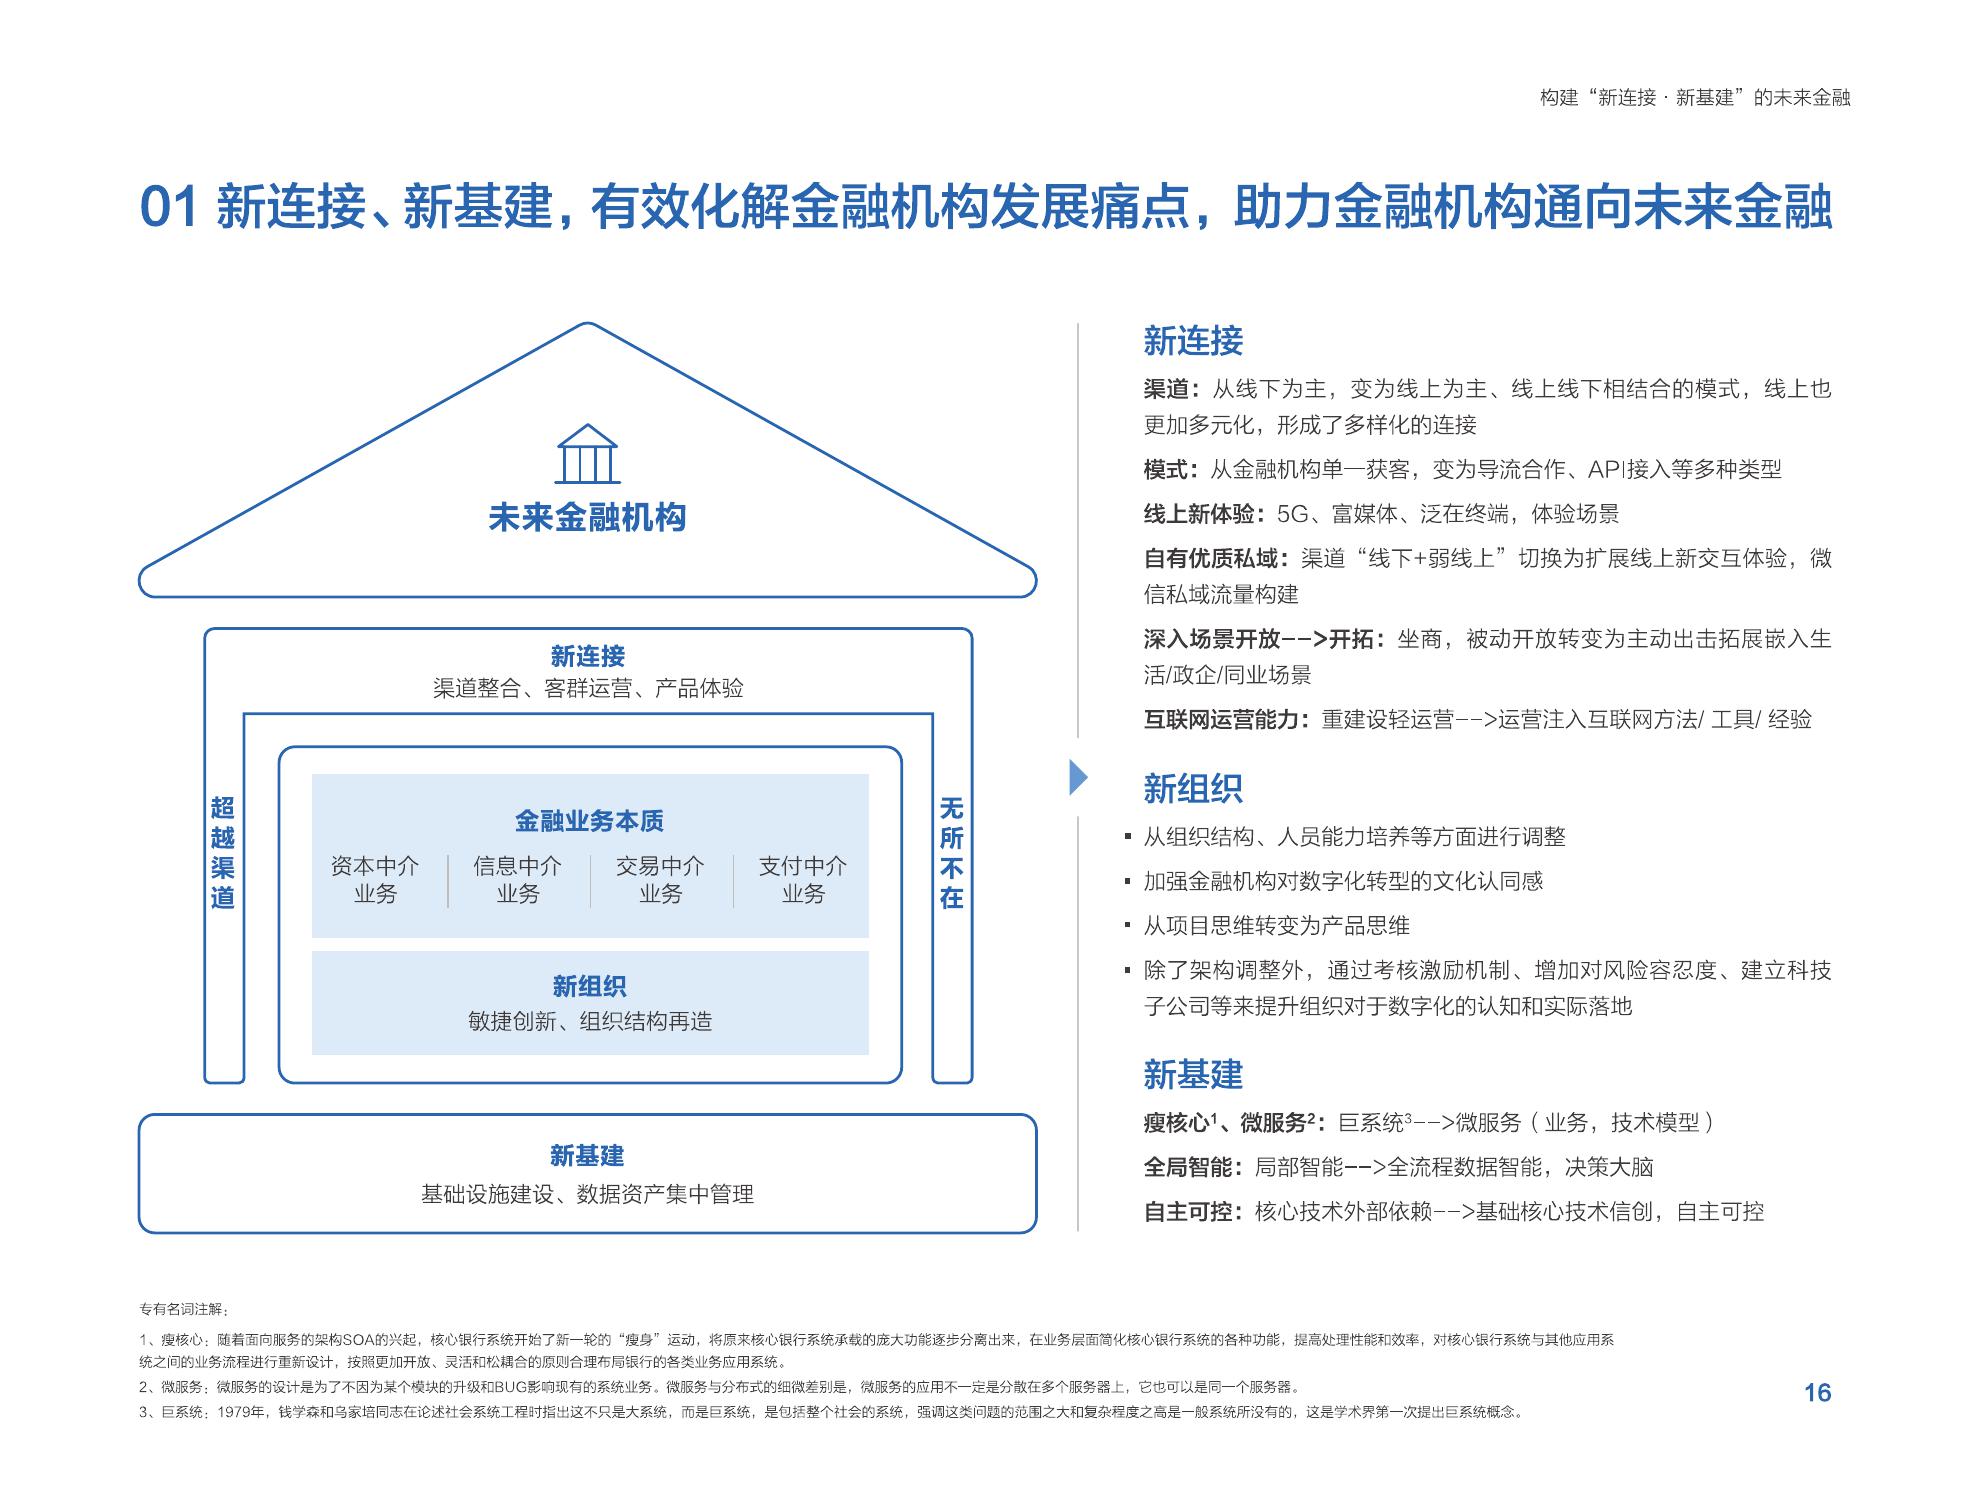 构建“新连接·新基建”的未来金融
01 新连接、新基建，有效化解金融机构发展痛点，助力金融机构通向未来金融
未来金融机构
新连接
渠道整合、客群运营、产品体验
超越渠道
无所不在
金融业务本质
资本中介业务
信息中介业务
交易中介业务
支付中介业务
新组织
敏捷创新、组织结构再造
新基建
基础设施建设、数据资产集中管理
新连接
渠道：从线下为主，变为线上为主、线上线下相结合的模式，线上也
更加多元化，形成了多样化的连接
模式：从金融机构单一获客，变为导流合作、API接入等多种类型
线上新体验：5G、富媒体、泛在终端，体验场景
自有优质私域：渠道“线下+弱线上”切换为扩展线上新交互体验，微
信私域流量构建
深入场景开放-->开拓：坐商，被动开放转变为主动出击拓展嵌入生
活/政企/同业场景
互联网运营能力：重建设轻运营-->运营注入互联网方法/ 工具/ 经验
新组织
▪ 从组织结构、人员能力培养等方面进行调整
▪ 加强金融机构对数字化转型的文化认同感
▪ 从项目思维转变为产品思维
▪ 除了架构调整外，通过考核激励机制、增加对风险容忍度、建立科技
子公司等来提升组织对于数字化的认知和实际落地
新基建
瘦核心¹、微服务²：巨系统³-->微服务（业务，技术模型）
全局智能：局部智能-->全流程数据智能，决策大脑
自主可控：核心技术外部依赖-->基础核心技术信创，自主可控
专有名词注解：
1、瘦核心：随着面向服务的架构SOA的兴起，核心银行系统开始了新一轮的“瘦身”运动，将原来核心银行系统承载的庞大功能逐步分离出来，在业务层面简化核心银行系统的各种功能，提高处理性能和效率，对核心银行系统与其他应用系
统之间的业务流程进行重新设计，按照更加开放、灵活和松耦合的原则合理布局银行的各类业务应用系统。
2、微服务：微服务的设计是为了不因为某个模块的升级和BUG影响现有的系统业务。微服务与分布式的细微差别是，微服务的应用不一定是分散在多个服务器上，它也可以是同一个服务器。
3、巨系统：1979年，钱学森和乌家培同志在论述社会系统工程时指出这不只是大系统，而是巨系统，是包括整个社会的系统，强调这类问题的范围之大和复杂程度之高是一般系统所没有的，这是学术界第一次提出巨系统概念。
16